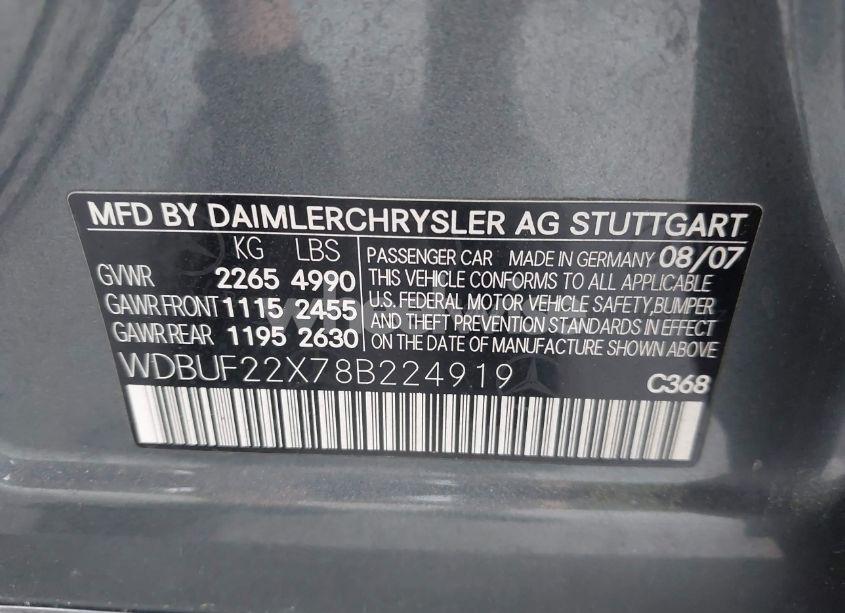 MFD BY DAIMLERCHRYSLER AG STUTTGART
KG LBS
GVWR 2265 4990
GAWR FRONT 1115 2455
GAWR REAR 1195 2630
PASSENGER CAR MADE IN GERMANY 08/07
THIS VEHICLE CONFORMS TO ALL APPLICABLE
U.S. FEDERAL MOTOR VEHICLE SAFETY,BUMPER
AND THEFT PREVENTION STANDARDS IN EFFECT
ON THE DATE OF MANUFACTURE SHOWN ABOVE
WDBUF22X78B224919 C368